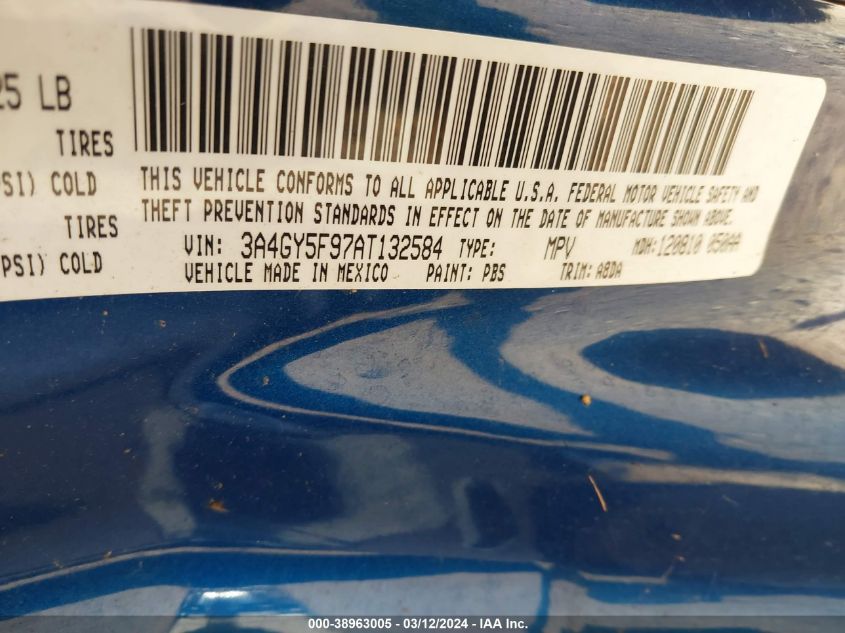 25 LB
TIRES
PSI) COLD
TIRES
PSI) COLD
THIS VEHICLE CONFORMS TO ALL APPLICABLE U.S.A. FEDERAL MOTOR VEHICLE SAFETY AND
THEFT PREVENTION STANDARDS IN EFFECT ON THE DATE OF MANUFACTURE SHOWN ABOVE.
VIN: 3A4GY5F97AT132584 TYPE: MPV MDH: 120810 050AA
VEHICLE MADE IN MEXICO PAINT: PBS TRIM: A8DA
000-38963005 - 03/12/2024 - IAA Inc.